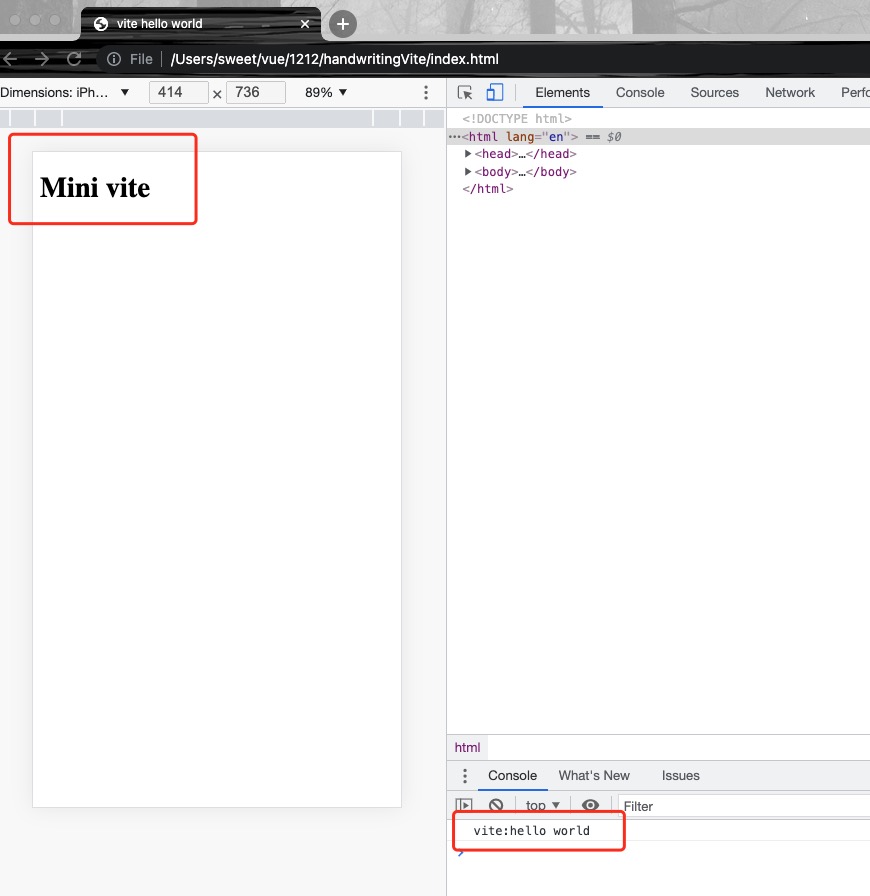 vite hello world
File /Users/sweet/vue/1212/handwritingVite/index.html
Dimensions: iPh… ▼ 414 × 736 89% ▼
Elements Console Sources Network Perfo
<!DOCTYPE html>
…<html lang="en"> == $0
▶<head>…</head>
▶<body>…</body>
</html>
Mini vite
html
Console What's New Issues
top ▼ Filter
vite:hello world